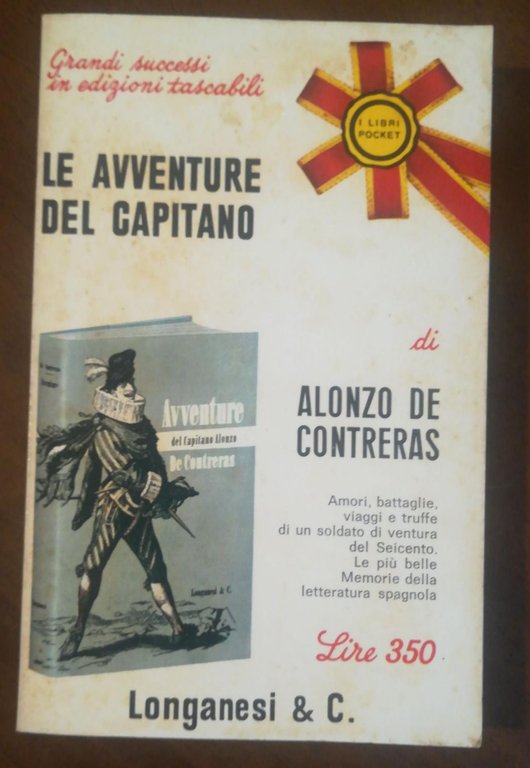 Grandi successi
in edizioni tascabili
I LIBRI
POCKET
LE AVVENTURE
DEL CAPITANO
di
ALONZO DE
CONTRERAS
Avventure
del Capitano Alonzo
De Contreras
Longanesi & C.
Amori, battaglie,
viaggi e truffe
di un soldato di ventura
del Seicento.
Le più belle
Memorie della
letteratura spagnola
Lire 350
Longanesi & C.